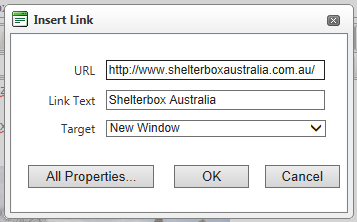 Insert Link
URL http://www.shelterboxaustralia.com.au/
Link Text Shelterbox Australia
Target New Window
All Properties... OK Cancel